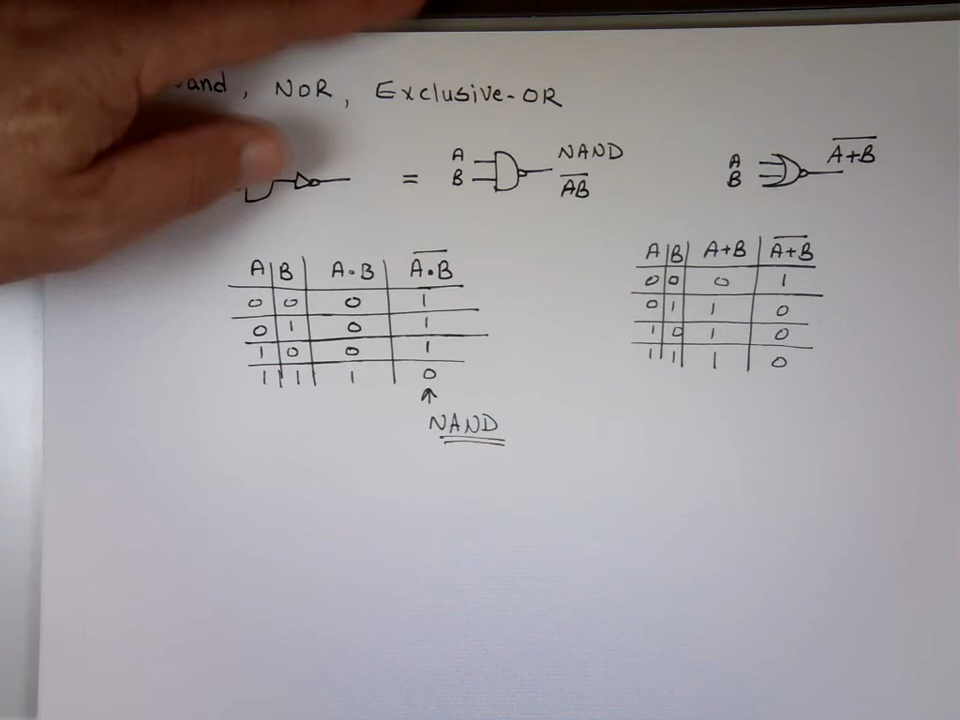 and, NOR, Exclusive-OR
=
A
B
NAND
A̅B̅
A
B
A̅+̅B̅
A B A•B A̅•̅B̅
0 0 0 1
0 1 0 1
1 0 0 1
1 1 1 0
↑
NAND
A B A+B A̅+̅B̅
0 0 0 1
0 1 1 0
1 0 1 0
1 1 1 0